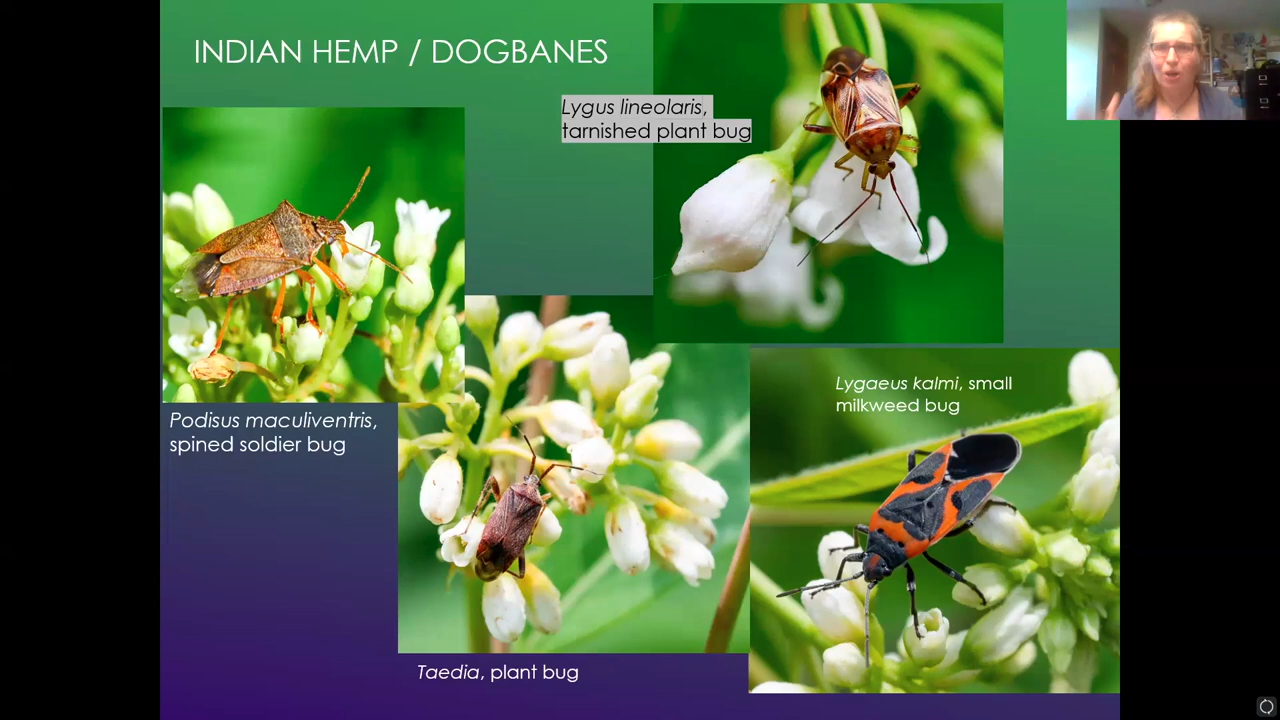 INDIAN HEMP / DOGBANES
Lygus lineolaris,
tarnished plant bug
Lygaeus kalmi, small
milkweed bug
Podisus maculiventris,
spined soldier bug
Taedia, plant bug